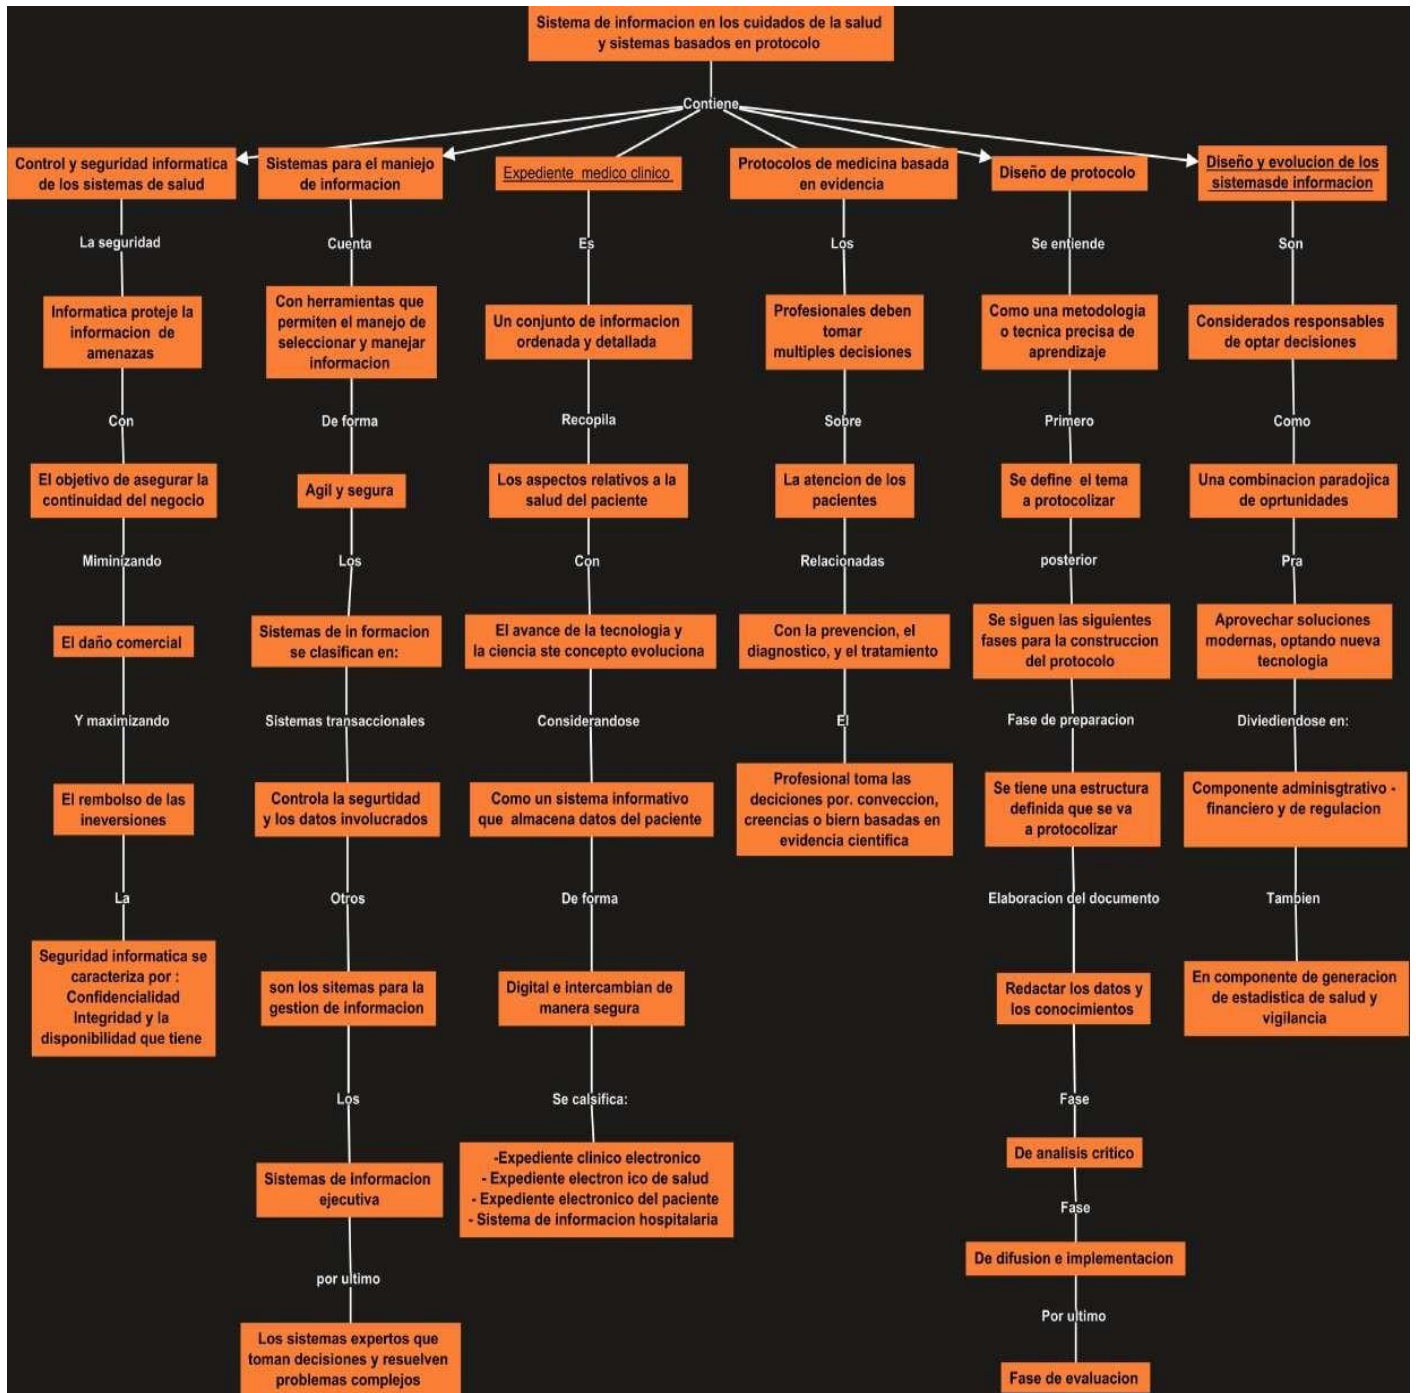 Sistema de informacion en los cuidados de la salud
y sistemas basados en protocolo
Contiene
Control y seguridad informatica
de los sistemas de salud
La seguridad
Informatica proteje la
informacion de
amenazas
Con
El objetivo de asegurar la
continuidad del negocio
Miminizando
El daño comercial
Y maximizando
El rembolso de las
ineversiones
La
Seguridad informatica se
caracteriza por :
Confidencialidad
Integridad y la
disponibilidad que tiene
Sistemas para el maniejo
de informacion
Cuenta
Con herramientas que
permiten el manejo de
seleccionar y manejar
informacion
De forma
Agil y segura
Los
Sistemas de in formacion
se clasifican en:
Sistemas transaccionales
Controla la segurtidad
y los datos involucrados
Otros
son los sitemas para la
gestion de informacion
Los
Sistemas de informacion
ejecutiva
por ultimo
Los sistemas expertos que
toman decisiones y resuelven
problemas complejos
Expediente medico clinico
Es
Un conjunto de informacion
ordenada y detallada
Recopila
Los aspectos relativos a la
salud del paciente
Con
El avance de la tecnologia y
la ciencia ste concepto evoluciona
Considerandose
Como un sistema informativo
que almacena datos del paciente
De forma
Digital e intercambian de
manera segura
Se calsifica:
-Expediente clinico electronico
- Expediente electron ico de salud
- Expediente electronico del paciente
- Sistema de informacion hospitalaria
Protocolos de medicina basada
en evidencia
Los
Profesionales deben
tomar
multiples decisiones
Sobre
La atencion de los
pacientes
Relacionadas
Con la prevencion, el
diagnostico, y el tratamiento
El
Profesional toma las
deciciones por. conveccion,
creencias o biern basadas en
evidencia cientifica
Diseño de protocolo
Se entiende
Como una metodologia
o tecnica precisa de
aprendizaje
Primero
Se define el tema
a protocolizar
posterior
Se siguen las siguientes
fases para la construccion
del protocolo
Fase de preparacion
Se tiene una estructura
definida que se va
a protocolizar
Elaboracion del documento
Redactar los datos y
los conocimientos
Fase
De analisis critico
Fase
De difusion e implementacion
Por ultimo
Fase de evaluacion
Diseño y evolucion de los
sistemasde informacion
Son
Considerados responsables
de optar decisiones
Como
Una combinacion paradojica
de oprtunidades
Pra
Aprovechar soluciones
modernas, optando nueva
tecnologia
Diviediendose en:
Componente adminisgtrativo -
financiero y de regulacion
Tambien
En componente de generacion
de estadistica de salud y
vigilancia